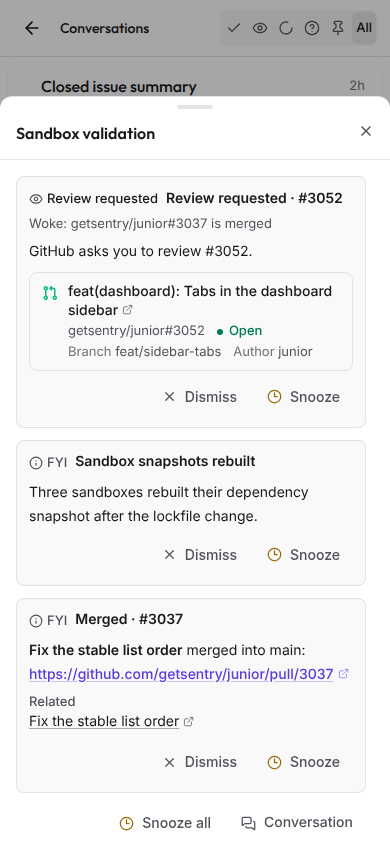 Conversations
All
Closed issue summary
2h
Sandbox validation
Review requested Review requested · #3052
Woke: getsentry/junior#3037 is merged
GitHub asks you to review #3052.
feat(dashboard): Tabs in the dashboard
sidebar
getsentry/junior#3052 Open
Branch feat/sidebar-tabs Author junior
Dismiss Snooze
FYI Sandbox snapshots rebuilt
Three sandboxes rebuilt their dependency
snapshot after the lockfile change.
Dismiss Snooze
FYI Merged · #3037
Fix the stable list order merged into main:
https://github.com/getsentry/junior/pull/3037
Related
Fix the stable list order
Dismiss Snooze
Snooze all Conversation